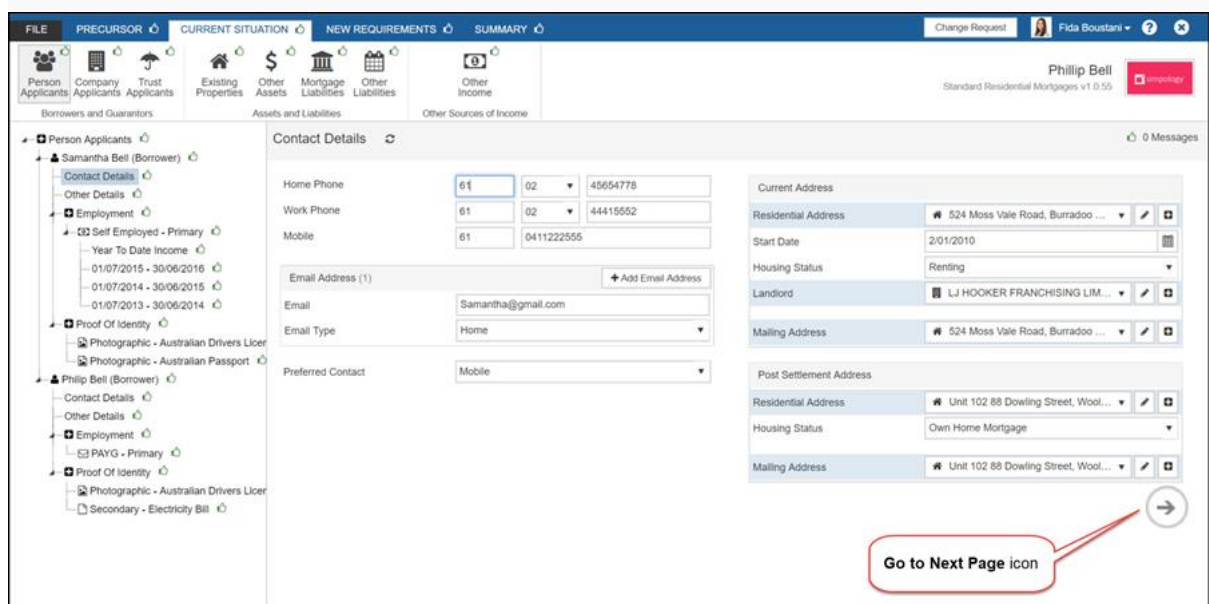 FILE PRECURSOR CURRENT SITUATION NEW REQUIREMENTS SUMMARY Change Request Fida Boustani
Person Applicants Company Applicants Trust Applicants Existing Properties Other Assets Mortgage Liabilities Other Liabilities Other Income
Borrowers and Guarantors Assets and Liabilities Other Sources of Income
Phillip Bell
Standard Residential Mortgages v1.0.55
simpology
Person Applicants
Samantha Bell (Borrower)
Contact Details
Other Details
Employment
Self Employed - Primary
Year To Date Income
01/07/2015 - 30/06/2016
01/07/2014 - 30/06/2015
01/07/2013 - 30/06/2014
Proof Of Identity
Photographic - Australian Drivers Licer
Photographic - Australian Passport
Philip Bell (Borrower)
Contact Details
Other Details
Employment
PAYG - Primary
Proof Of Identity
Photographic - Australian Drivers Licer
Secondary - Electricity Bill
Contact Details
0 Messages
Home Phone 61 02 45654778
Work Phone 61 02 44415552
Mobile 61 0411222555
Email Address (1) Add Email Address
Email Samantha@gmail.com
Email Type Home
Preferred Contact Mobile
Current Address
Residential Address 524 Moss Vale Road, Burradoo ...
Start Date 2/01/2010
Housing Status Renting
Landlord LJ HOOKER FRANCHISING LIM...
Mailing Address 524 Moss Vale Road, Burradoo ...
Post Settlement Address
Residential Address Unit 102 88 Dowling Street, Wool...
Housing Status Own Home Mortgage
Mailing Address Unit 102 88 Dowling Street, Wool...
Go to Next Page icon